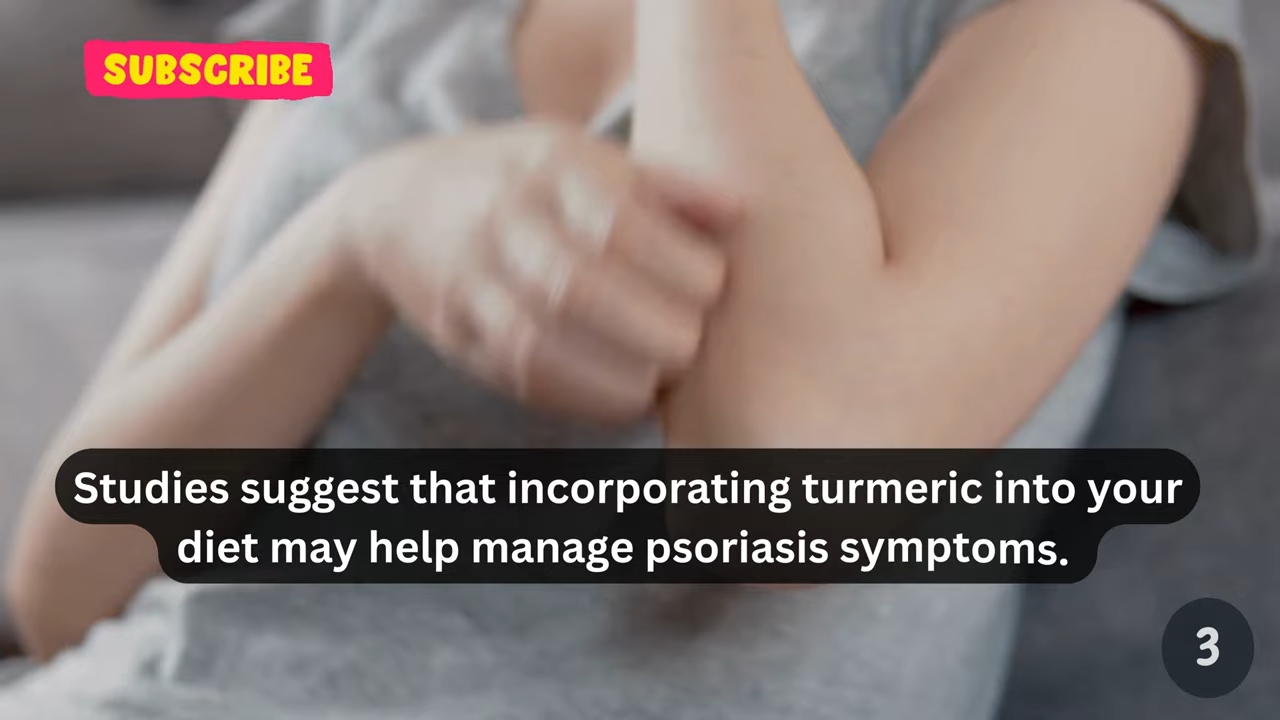 SUBSCRIBE
Studies suggest that incorporating turmeric into your
diet may help manage psoriasis symptoms.
3